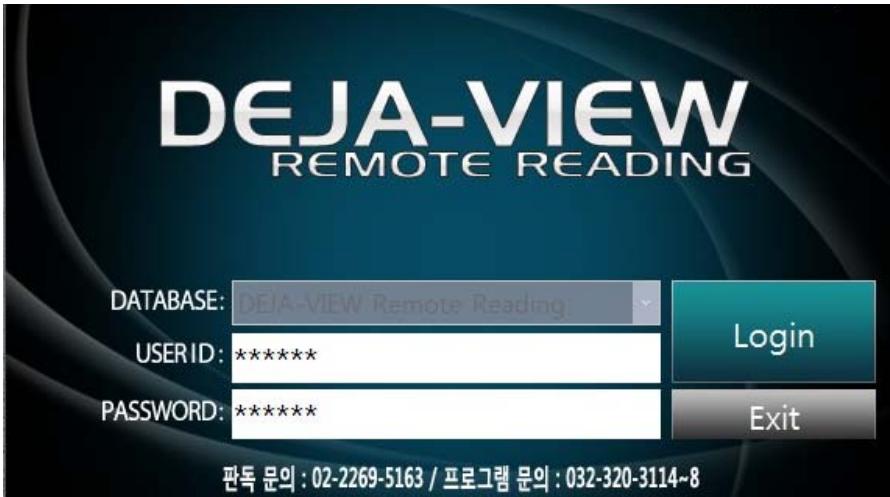 DEJA-VIEW
REMOTE READING
DATABASE: DEJA-VIEW Remote Reading
Login
USER ID: ******
PASSWORD: ******
Exit
판독 문의 : 02-2269-5163 / 프로그램 문의 : 032-320-3114~8